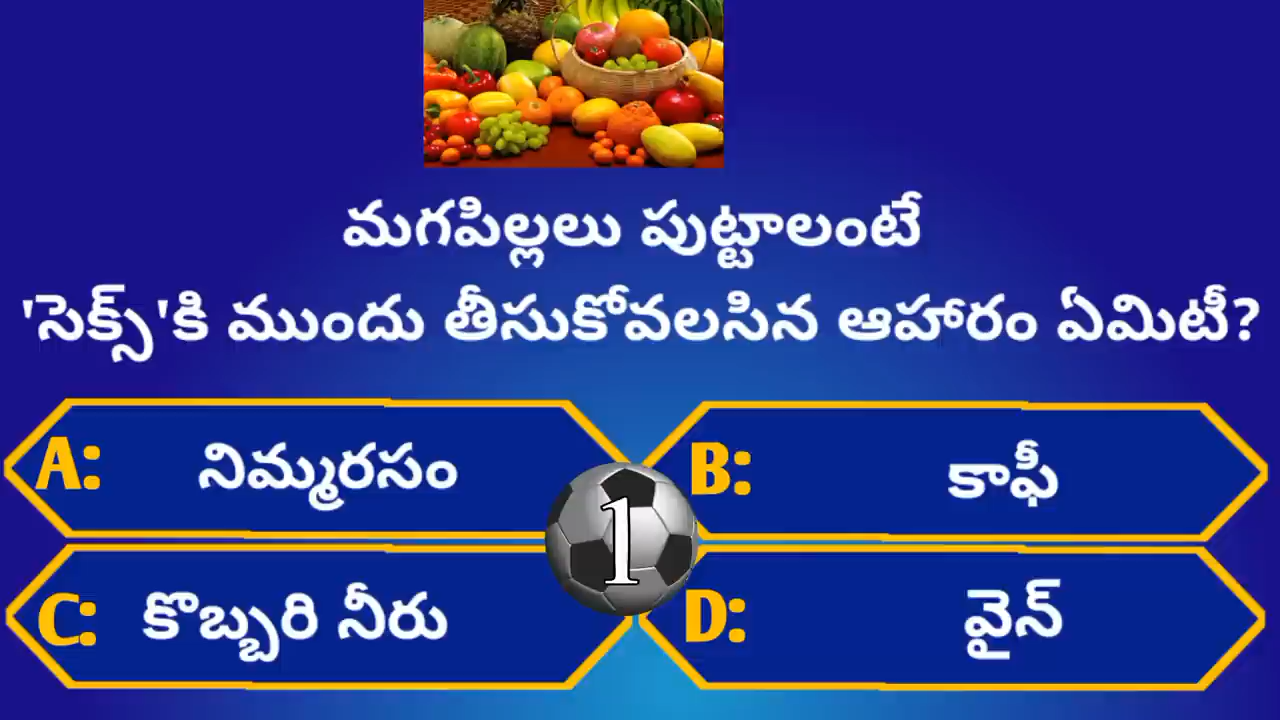 మగపిల్లలు పుట్టాలంటే
'సెక్స్'కి ముందు తీసుకోవలసిన ఆహారం ఏమిటీ?
A: నిమ్మరసం
B: కాఫీ
1
C: కొబ్బరి నీరు
D: వైన్